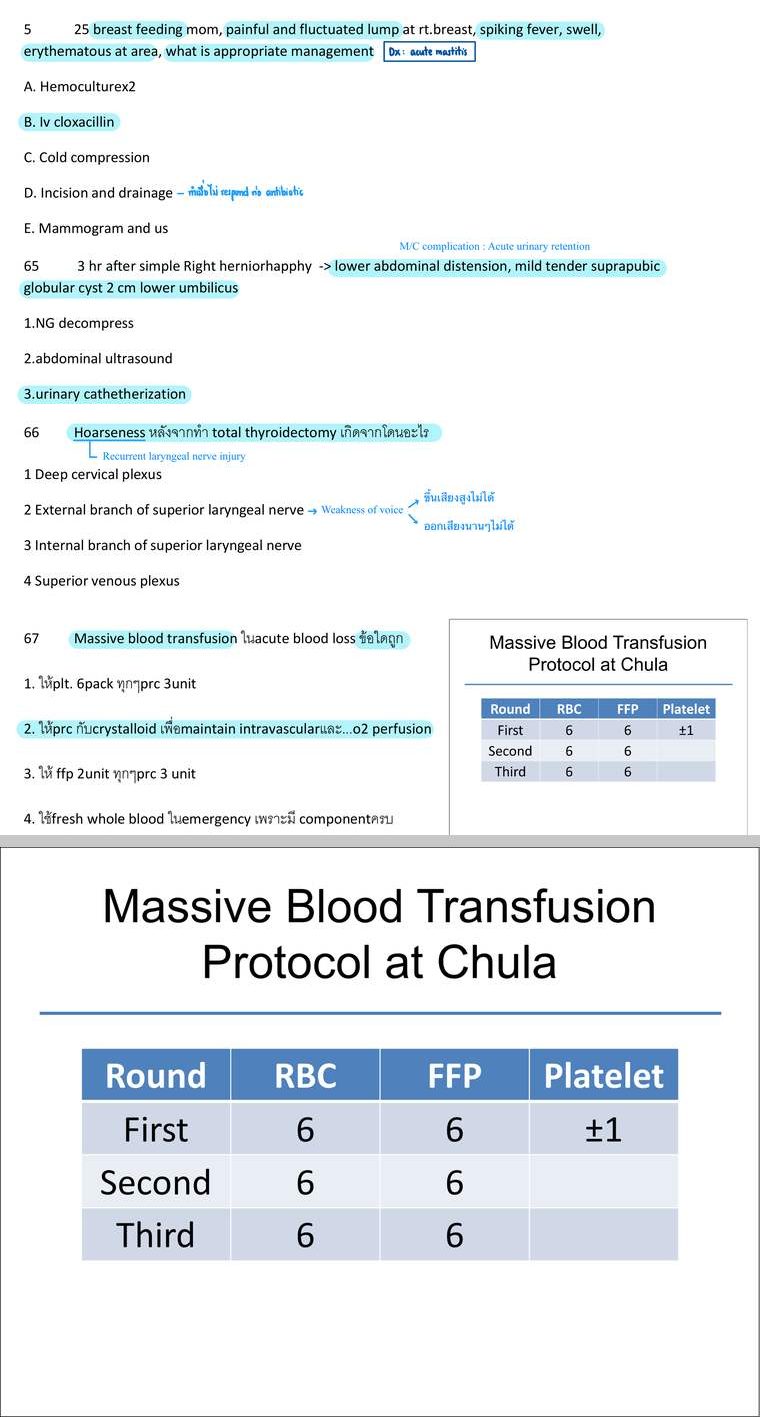 5 25 breast feeding mom, painful and fluctuated lump at rt.breast, spiking fever, swell,
erythematous at area, what is appropriate management Dx : acute mastitis
A. Hemoculturex2
B. Iv cloxacillin
C. Cold compression
D. Incision and drainage – ทำเมื่อไม่ respond ต่อ antibiotic
E. Mammogram and us
M/C complication : Acute urinary retention
65 3 hr after simple Right herniorhapphy -> lower abdominal distension, mild tender suprapubic
globular cyst 2 cm lower umbilicus
1.NG decompress
2.abdominal ultrasound
3.urinary cathetherization
66 Hoarseness หลังจากทำ total thyroidectomy เกิดจากโดนอะไร
Recurrent laryngeal nerve injury
1 Deep cervical plexus
2 External branch of superior laryngeal nerve → Weakness of voice
ขึ้นเสียงสูงไม่ได้
ออกเสียงนานๆไม่ได้
3 Internal branch of superior laryngeal nerve
4 Superior venous plexus
67 Massive blood transfusion ในacute blood loss ข้อใดถูก
1. ให้plt. 6pack ทุกๆprc 3unit
2. ให้prc กับcrystalloid เพื่อmaintain intravascularและ...o2 perfusion
3. ให้ ffp 2unit ทุกๆprc 3 unit
4. ใช้fresh whole blood ในemergency เพราะมี componentครบ
Massive Blood Transfusion
Protocol at Chula
Round RBC FFP Platelet
First 6 6 ±1
Second 6 6
Third 6 6
Massive Blood Transfusion
Protocol at Chula
Round RBC FFP Platelet
First 6 6 ±1
Second 6 6
Third 6 6